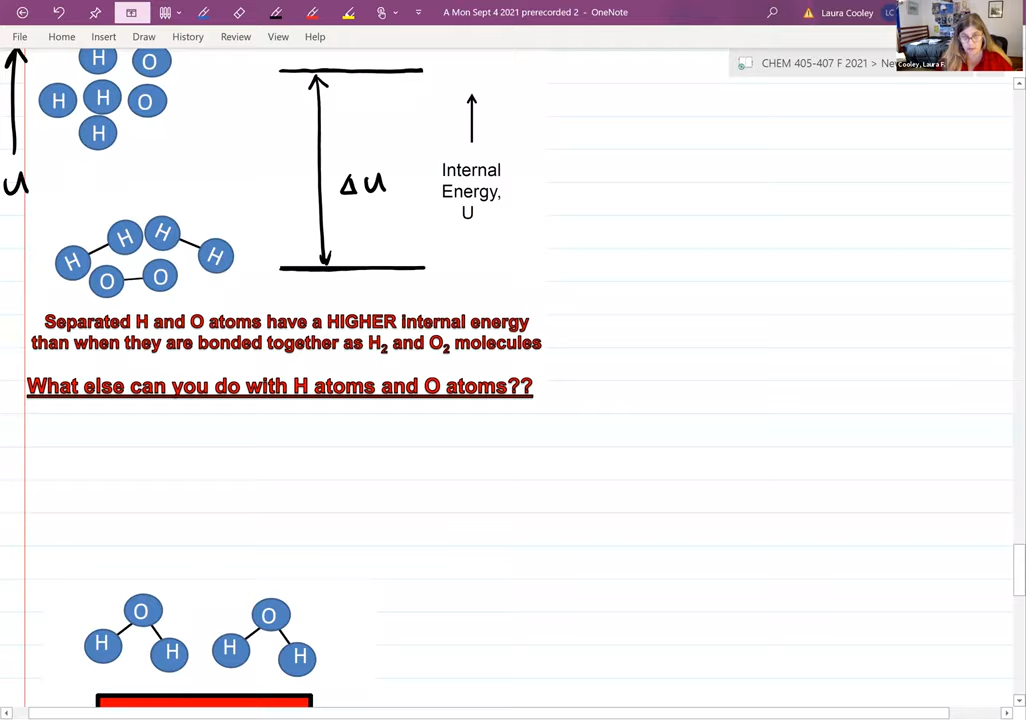 A Mon Sept 4 2021 prerecorded 2 - OneNote
Laura Cooley
LC
File Home Insert Draw History Review View Help
CHEM 405-407 F 2021 >
Cooley, Laura F.
H O
H H O
H
U
ΔU
Internal
Energy,
U
H H H H
O O
Separated H and O atoms have a HIGHER internal energy
than when they are bonded together as H2 and O2 molecules
What else can you do with H atoms and O atoms??
O O
H H H H